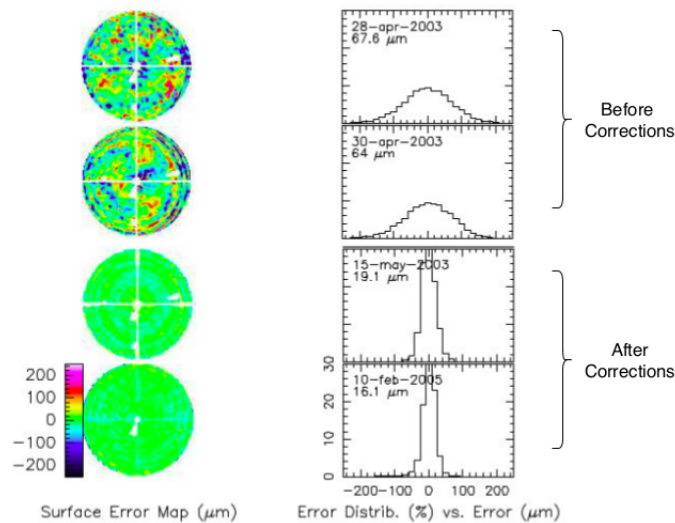 28-apr-2003
67.6 μm
Before
Corrections
30-apr-2003
64 μm
15-may-2003
19.1 μm
After
Corrections
10-feb-2005
16.1 μm
200
100
0
-100
-200
30
20
10
0
-200 -100 0 100 200
Surface Error Map (μm)
Error Distrib. (%) vs. Error (μm)